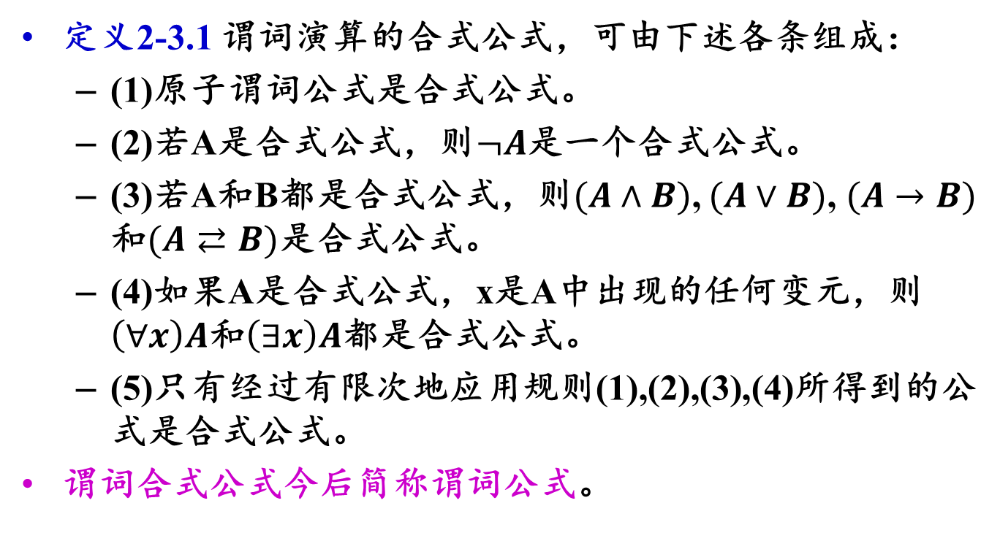 • 定义2-3.1 谓词演算的合式公式，可由下述各条组成：
– (1)原子谓词公式是合式公式。
– (2)若A是合式公式，则¬A是一个合式公式。
– (3)若A和B都是合式公式，则(A ∧ B), (A ∨ B), (A → B)
和(A ⇄ B)是合式公式。
– (4)如果A是合式公式，x是A中出现的任何变元，则
(∀x)A和(∃x)A都是合式公式。
– (5)只有经过有限次地应用规则(1),(2),(3),(4)所得到的公
式是合式公式。
• 谓词合式公式今后简称谓词公式。